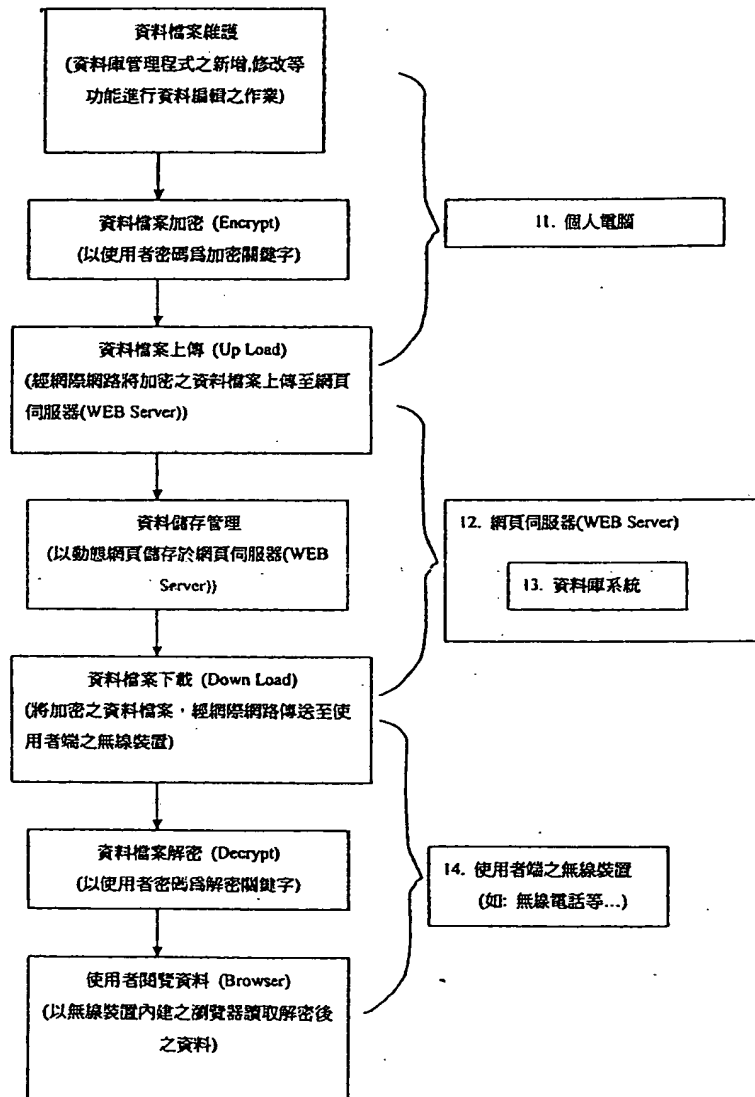 資料檔案維護
(資料庫管理程式之新增,修改等
功能進行資料編輯之作業)
資料檔案加密 (Encrypt)
(以使用者密碼爲加密關鍵字)
11. 個人電腦
資料檔案上傳 (Up Load)
(經網際網路將加密之資料檔案上傳至網頁
伺服器(WEB Server))
資料儲存管理
(以動態網頁儲存於網頁伺服器(WEB
Server))
12. 網頁伺服器(WEB Server)
13. 資料庫系統
資料檔案下載 (Down Load)
(將加密之資料檔案，經網際網路傳送至使
用者端之無線裝置)
資料檔案解密 (Decrypt)
(以使用者密碼爲解密關鍵字)
14. 使用者端之無線裝置
(如: 無線電話等...)
使用者閱覽資料 (Browser)
(以無線裝置內建之瀏覽器讀取解密後
之資料)